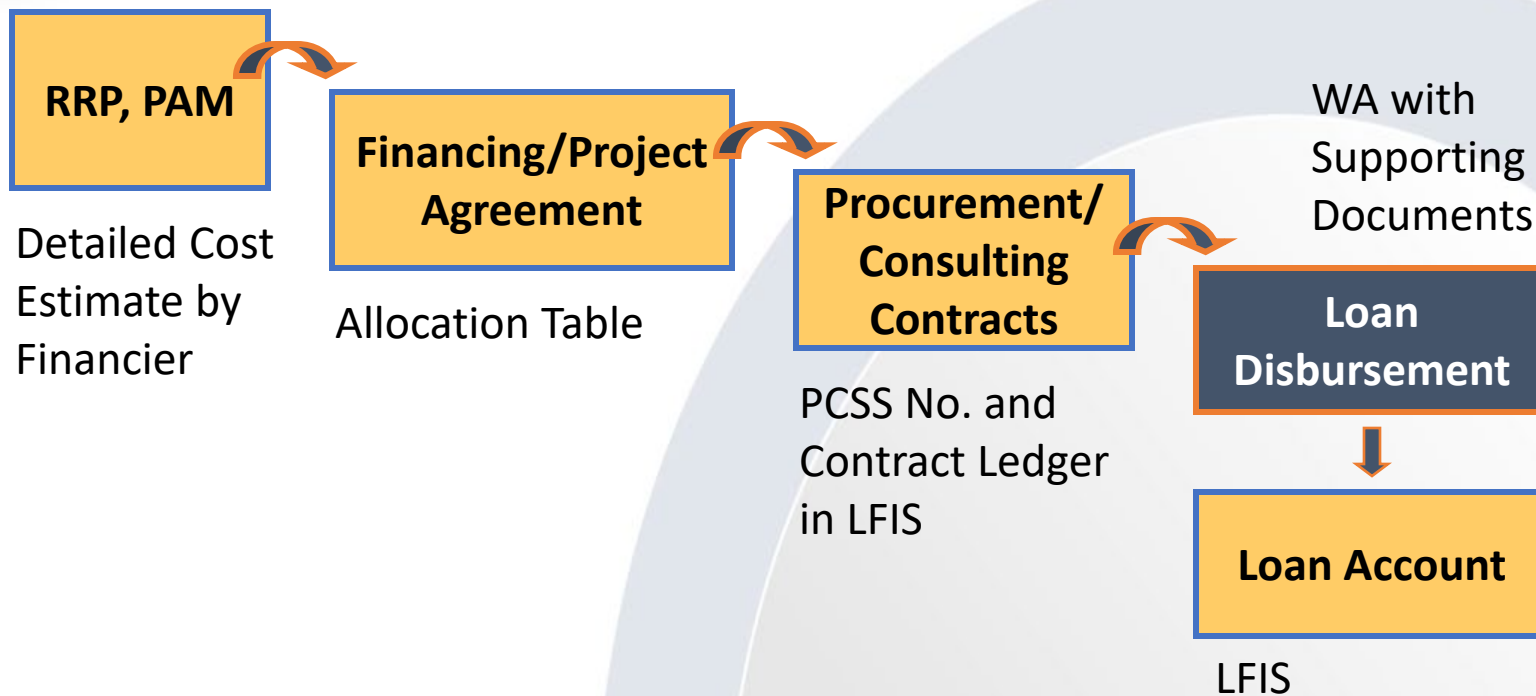 RRP, PAM
Detailed Cost
Estimate by
Financier
Financing/Project
Agreement
Allocation Table
Procurement/
Consulting
Contracts
PCSS No. and
Contract Ledger
in LFIS
WA with
Supporting
Documents
Loan
Disbursement
Loan Account
LFIS